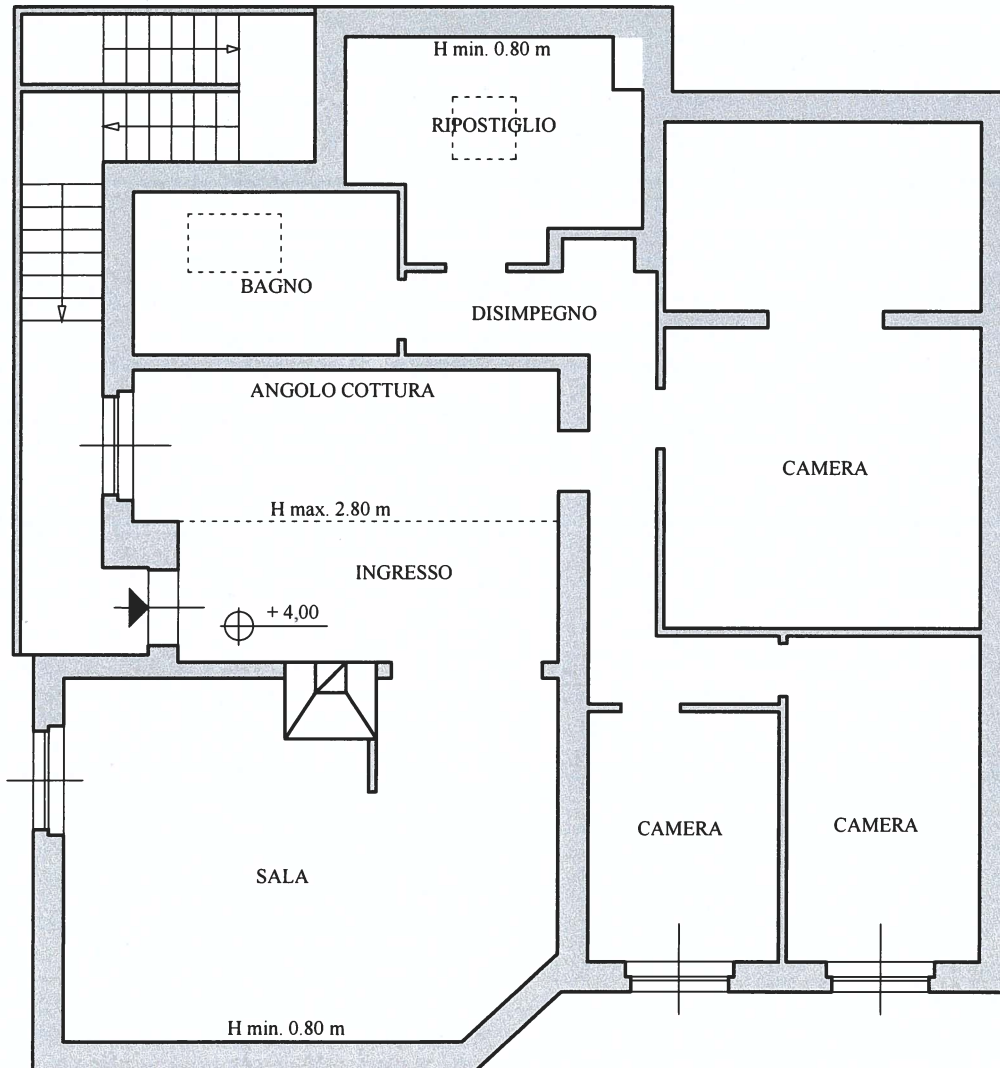 H min. 0.80 m
RIPOSTIGLIO
BAGNO
DISIMPEGNO
ANGOLO COTTURA
CAMERA
H max. 2.80 m
INGRESSO
+ 4,00
CAMERA
CAMERA
SALA
H min. 0.80 m